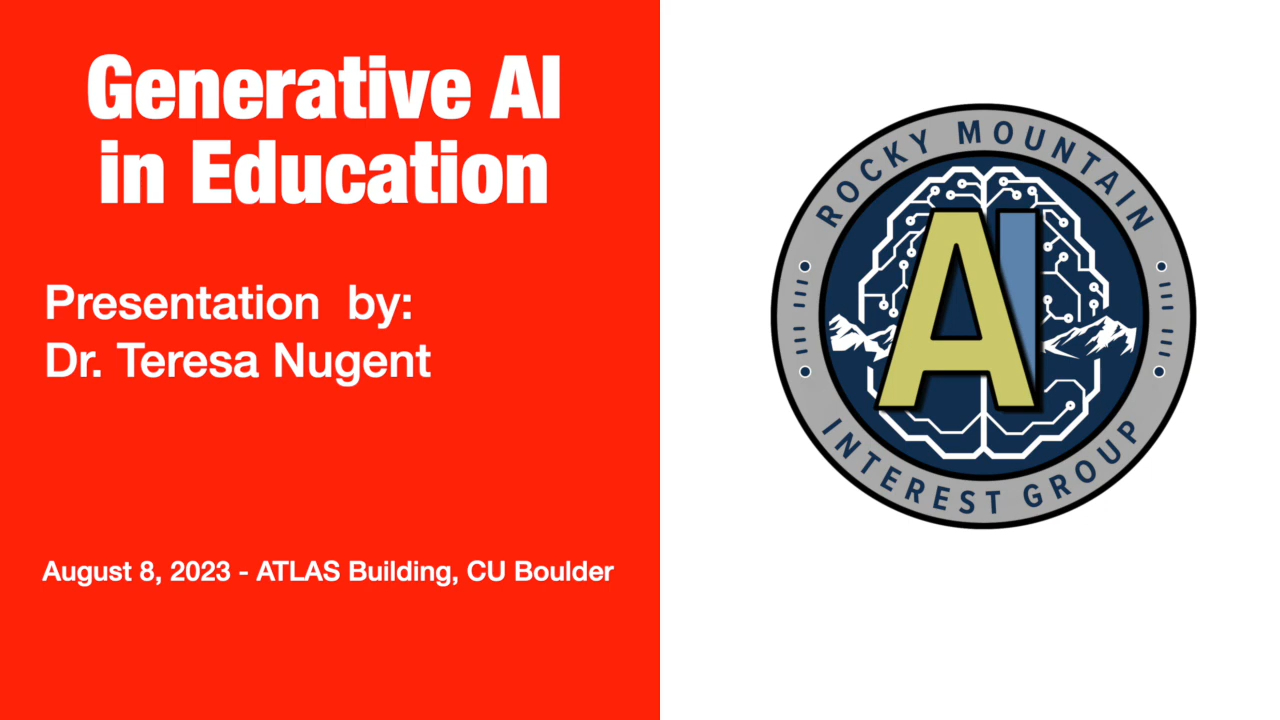 Generative AI
in Education
Presentation by:
Dr. Teresa Nugent
August 8, 2023 - ATLAS Building, CU Boulder
ROCKY MOUNTAIN
AI
INTEREST GROUP